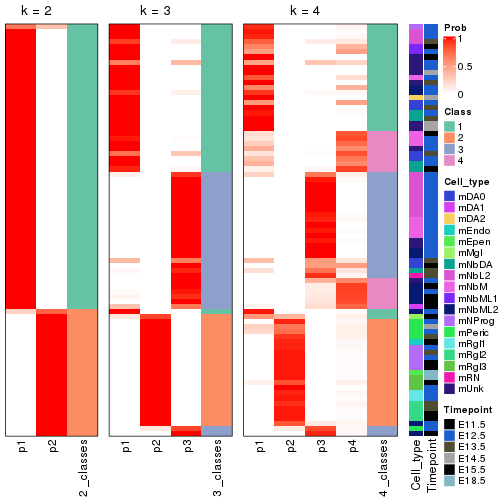 k = 2
k = 3
k = 4
p1
p2
2_classes
p1
p2
p3
3_classes
p1
p2
p3
p4
4_classes
Cell_type
Timepoint
Prob
1
0.5
0
Class
1
2
3
4
Cell_type
mDA0
mDA1
mDA2
mEndo
mEpen
mMgl
mNbDA
mNbL2
mNbM
mNbML1
mNbML2
mNProg
mPeric
mRgl1
mRgl2
mRgl3
mRN
mUnk
Timepoint
E11.5
E12.5
E13.5
E14.5
E15.5
E18.5